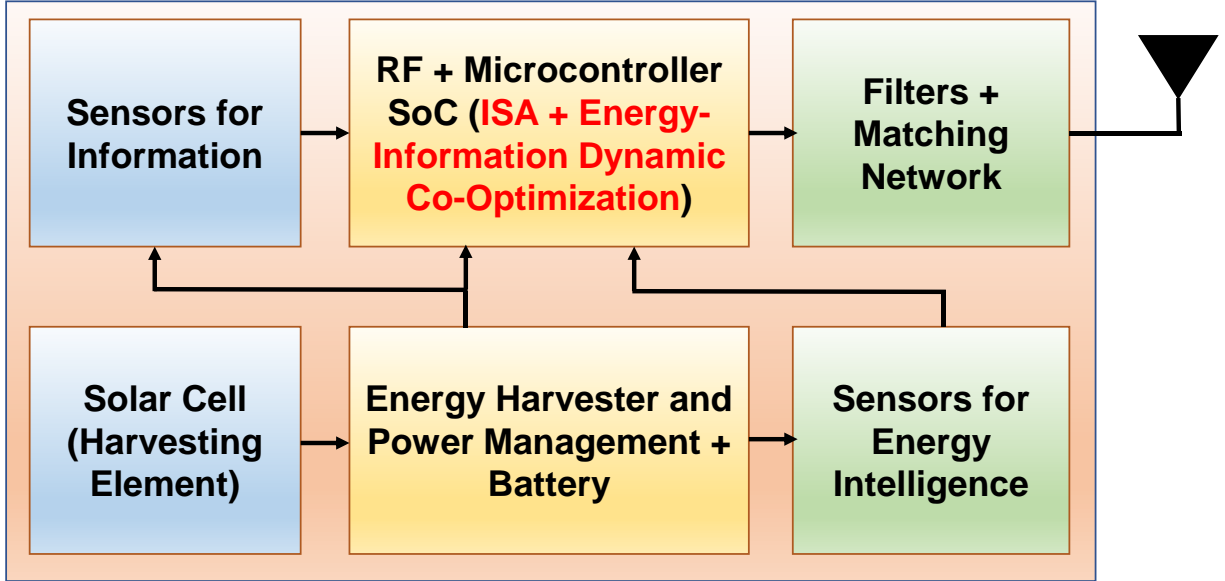 Sensors for
Information
RF + Microcontroller
SoC (ISA + Energy-
Information Dynamic
Co-Optimization)
Filters +
Matching
Network
Solar Cell
(Harvesting
Element)
Energy Harvester and
Power Management +
Battery
Sensors for
Energy
Intelligence